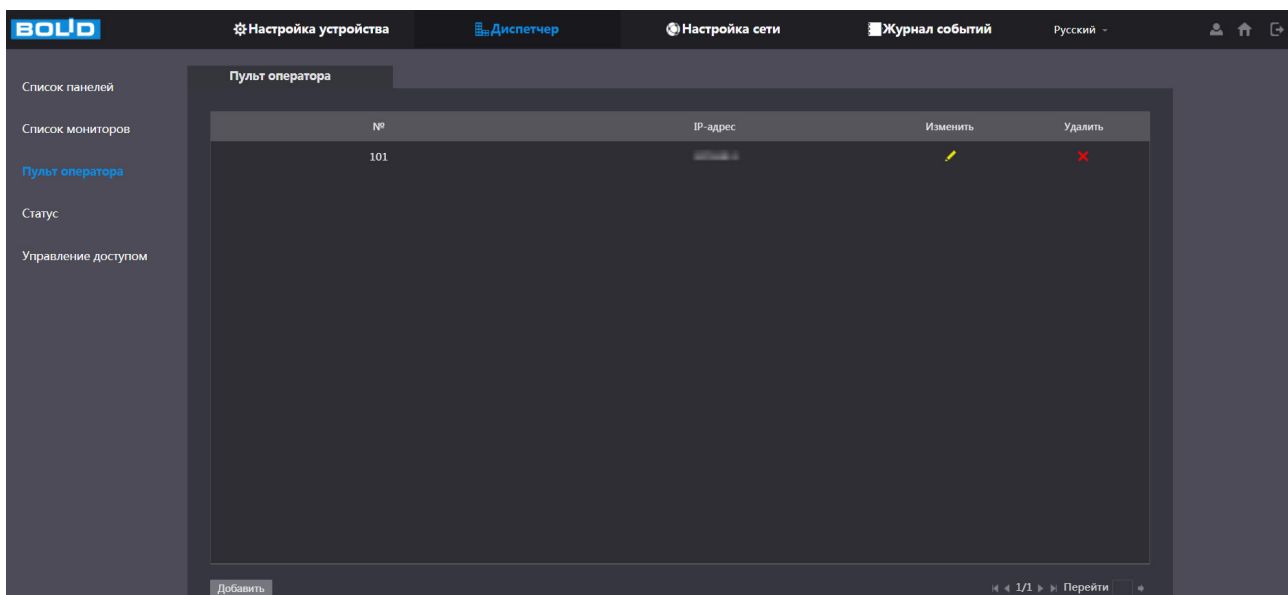 BOLID
Настройка устройства Диспетчер Настройка сети Журнал событий Русский
Список панелей
Список мониторов
Пульт оператора
Статус
Управление доступом
Пульт оператора
№ IP-адрес Изменить Удалить
101
Добавить 1/1 Перейти